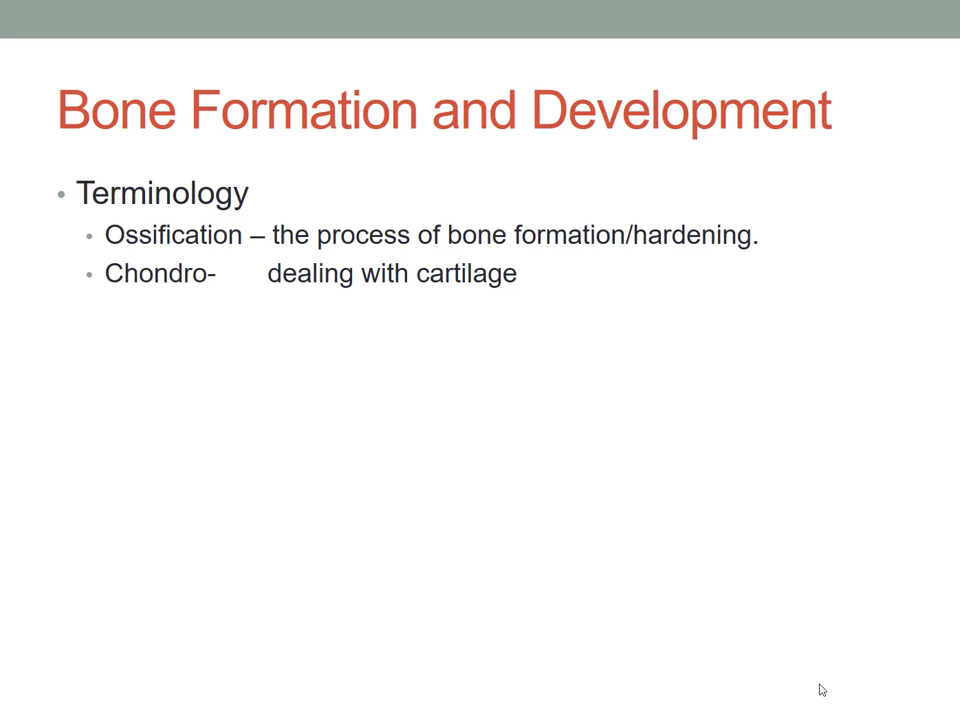 Bone Formation and Development
• Terminology
• Ossification – the process of bone formation/hardening.
• Chondro- dealing with cartilage